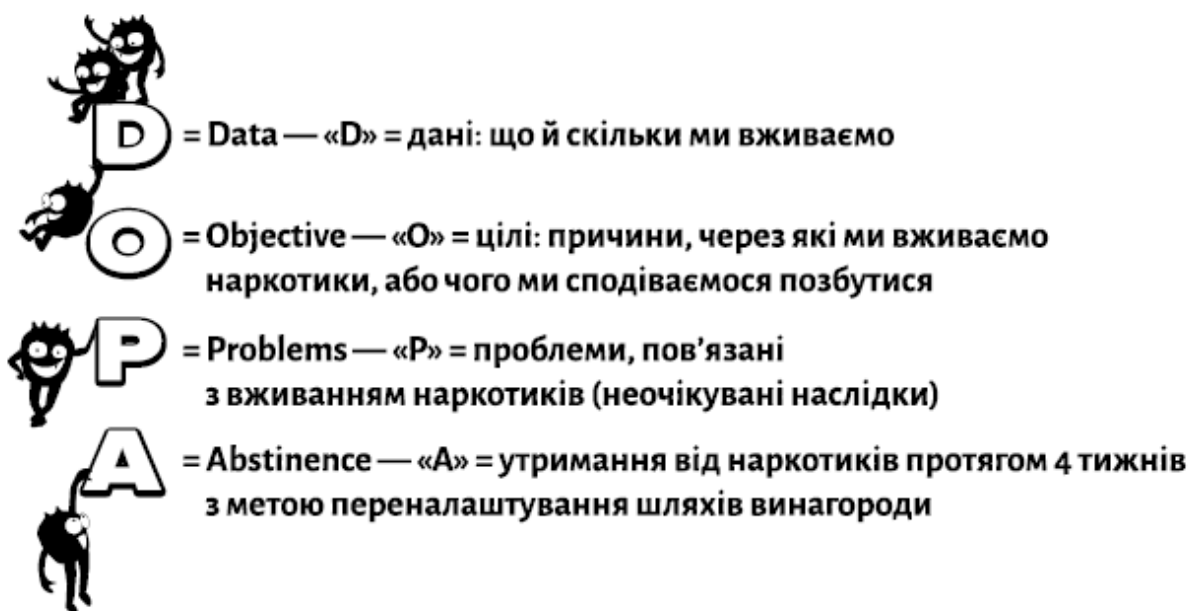 D = Data — «D» = дані: що й скільки ми вживаємо
O = Objective — «О» = цілі: причини, через які ми вживаємо
наркотики, або чого ми сподіваємося позбутися
P = Problems — «Р» = проблеми, пов’язані
з вживанням наркотиків (неочікувані наслідки)
A = Abstinence — «А» = утримання від наркотиків протягом 4 тижнів
з метою переналаштування шляхів винагороди